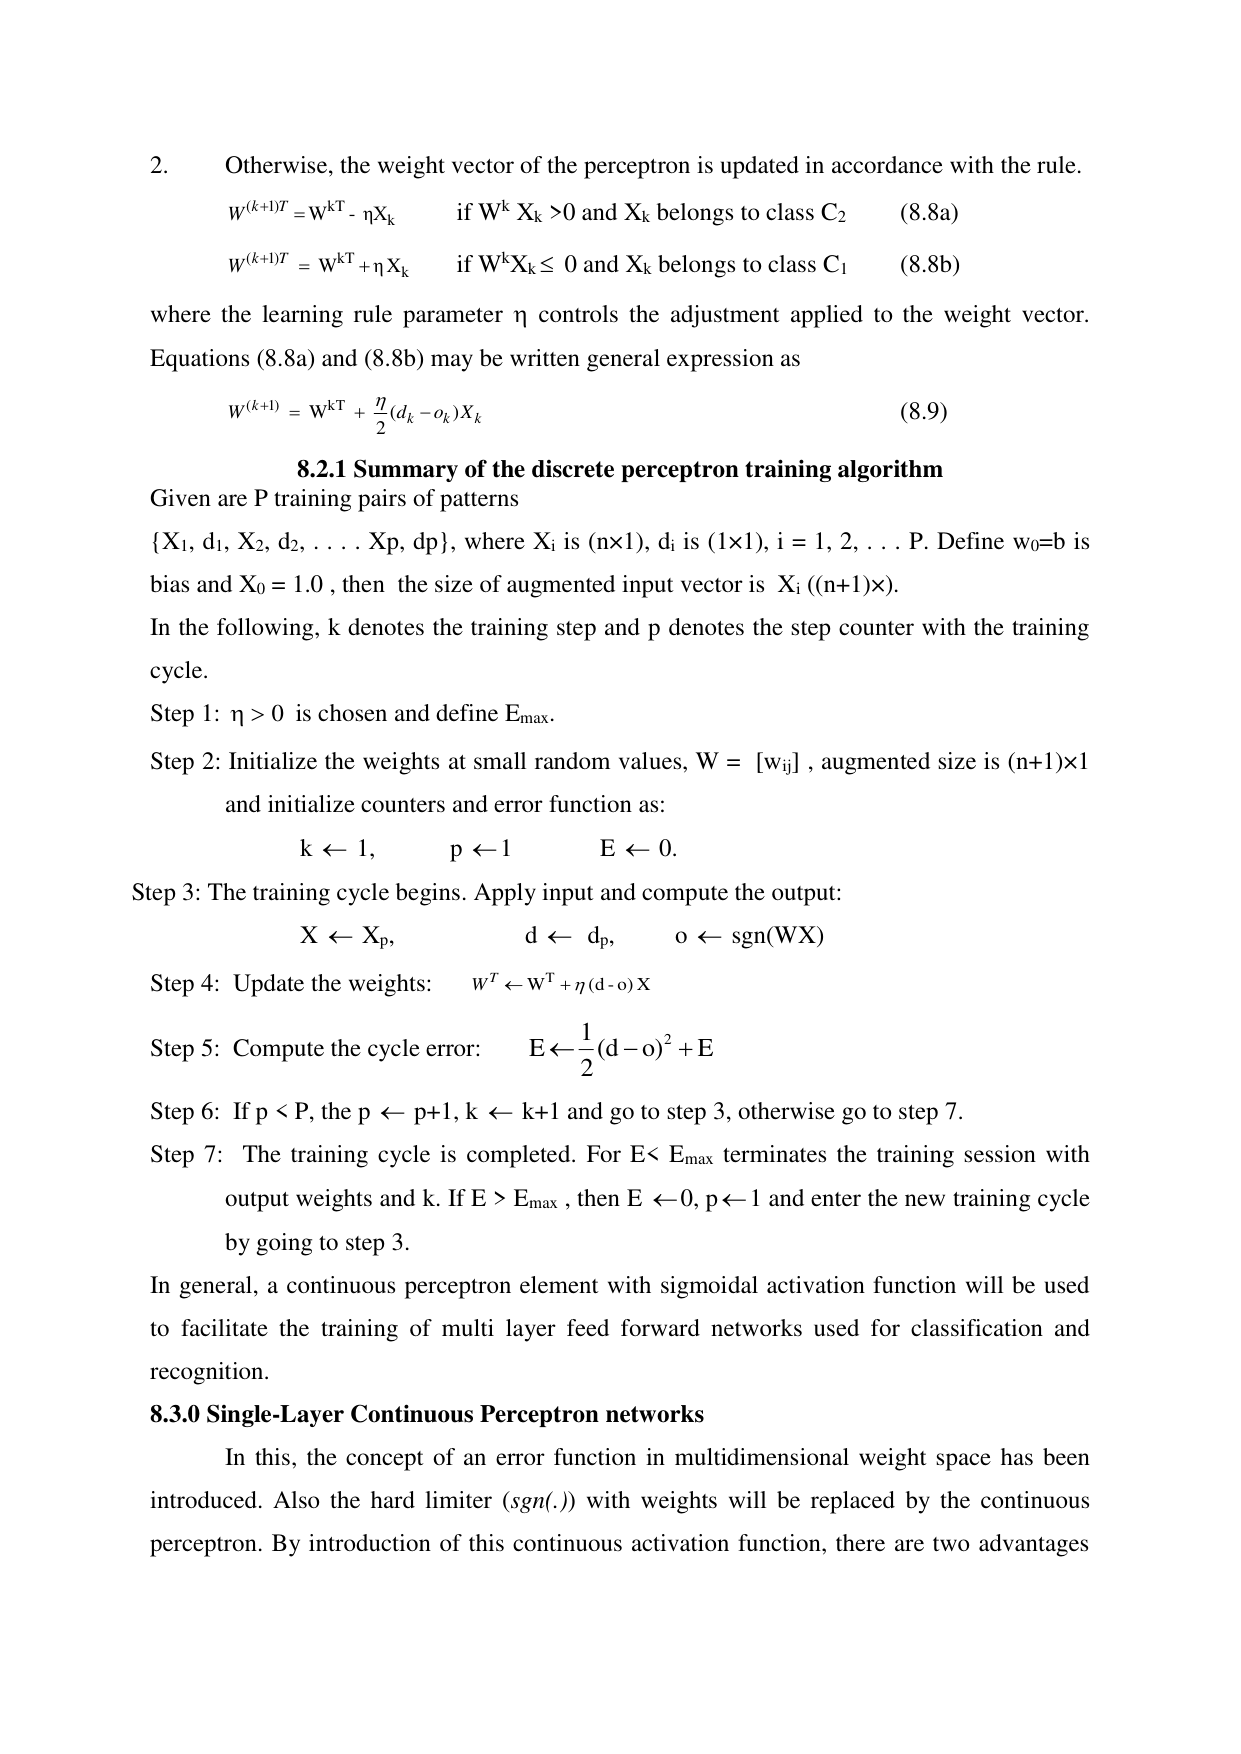 2. Otherwise, the weight vector of the perceptron is updated in accordance with the rule.
W^(k+1)T = W^kT - ηX_k if W^k X_k >0 and X_k belongs to class C_2 (8.8a)
W^(k+1)T = W^kT + η X_k if W^kX_k ≤ 0 and X_k belongs to class C_1 (8.8b)
where the learning rule parameter η controls the adjustment applied to the weight vector.
Equations (8.8a) and (8.8b) may be written general expression as
W^(k+1) = W^kT + η/2 (d_k − o_k)X_k (8.9)
8.2.1 Summary of the discrete perceptron training algorithm
Given are P training pairs of patterns
{X_1, d_1, X_2, d_2, . . . . Xp, dp}, where X_i is (n×1), d_i is (1×1), i = 1, 2, . . . P. Define w_0=b is
bias and X_0 = 1.0 , then the size of augmented input vector is X_i ((n+1)×).
In the following, k denotes the training step and p denotes the step counter with the training
cycle.
Step 1: η > 0 is chosen and define E_max.
Step 2: Initialize the weights at small random values, W = [w_ij] , augmented size is (n+1)×1
and initialize counters and error function as:
k ← 1, p ← 1 E ← 0.
Step 3: The training cycle begins. Apply input and compute the output:
X ← X_p, d ← d_p, o ← sgn(WX)
Step 4: Update the weights: W^T ← W^T + η (d - o) X
Step 5: Compute the cycle error: E ← 1/2 (d − o)^2 + E
Step 6: If p < P, the p ← p+1, k ← k+1 and go to step 3, otherwise go to step 7.
Step 7: The training cycle is completed. For E< E_max terminates the training session with
output weights and k. If E > E_max , then E ← 0, p ← 1 and enter the new training cycle
by going to step 3.
In general, a continuous perceptron element with sigmoidal activation function will be used
to facilitate the training of multi layer feed forward networks used for classification and
recognition.
8.3.0 Single-Layer Continuous Perceptron networks
In this, the concept of an error function in multidimensional weight space has been
introduced. Also the hard limiter (sgn(.)) with weights will be replaced by the continuous
perceptron. By introduction of this continuous activation function, there are two advantages